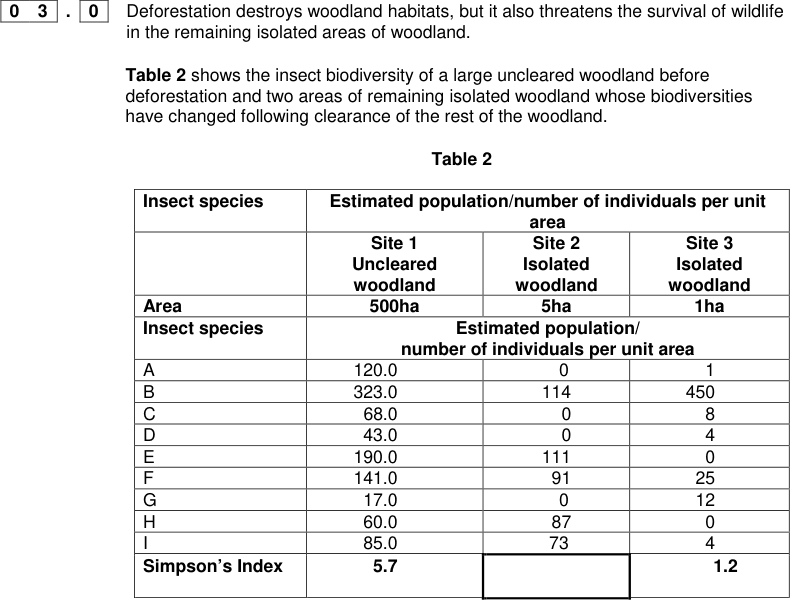 0 3 . 0 Deforestation destroys woodland habitats, but it also threatens the survival of wildlife
in the remaining isolated areas of woodland.
Table 2 shows the insect biodiversity of a large uncleared woodland before
deforestation and two areas of remaining isolated woodland whose biodiversities
have changed following clearance of the rest of the woodland.
Table 2
Insect species Estimated population/number of individuals per unit
area
Site 1 Site 2 Site 3
Uncleared Isolated Isolated
woodland woodland woodland
Area 500ha 5ha 1ha
Insect species Estimated population/
number of individuals per unit area
A 120.0 0 1
B 323.0 114 450
C 68.0 0 8
D 43.0 0 4
E 190.0 111 0
F 141.0 91 25
G 17.0 0 12
H 60.0 87 0
I 85.0 73 4
Simpson's Index 5.7 1.2